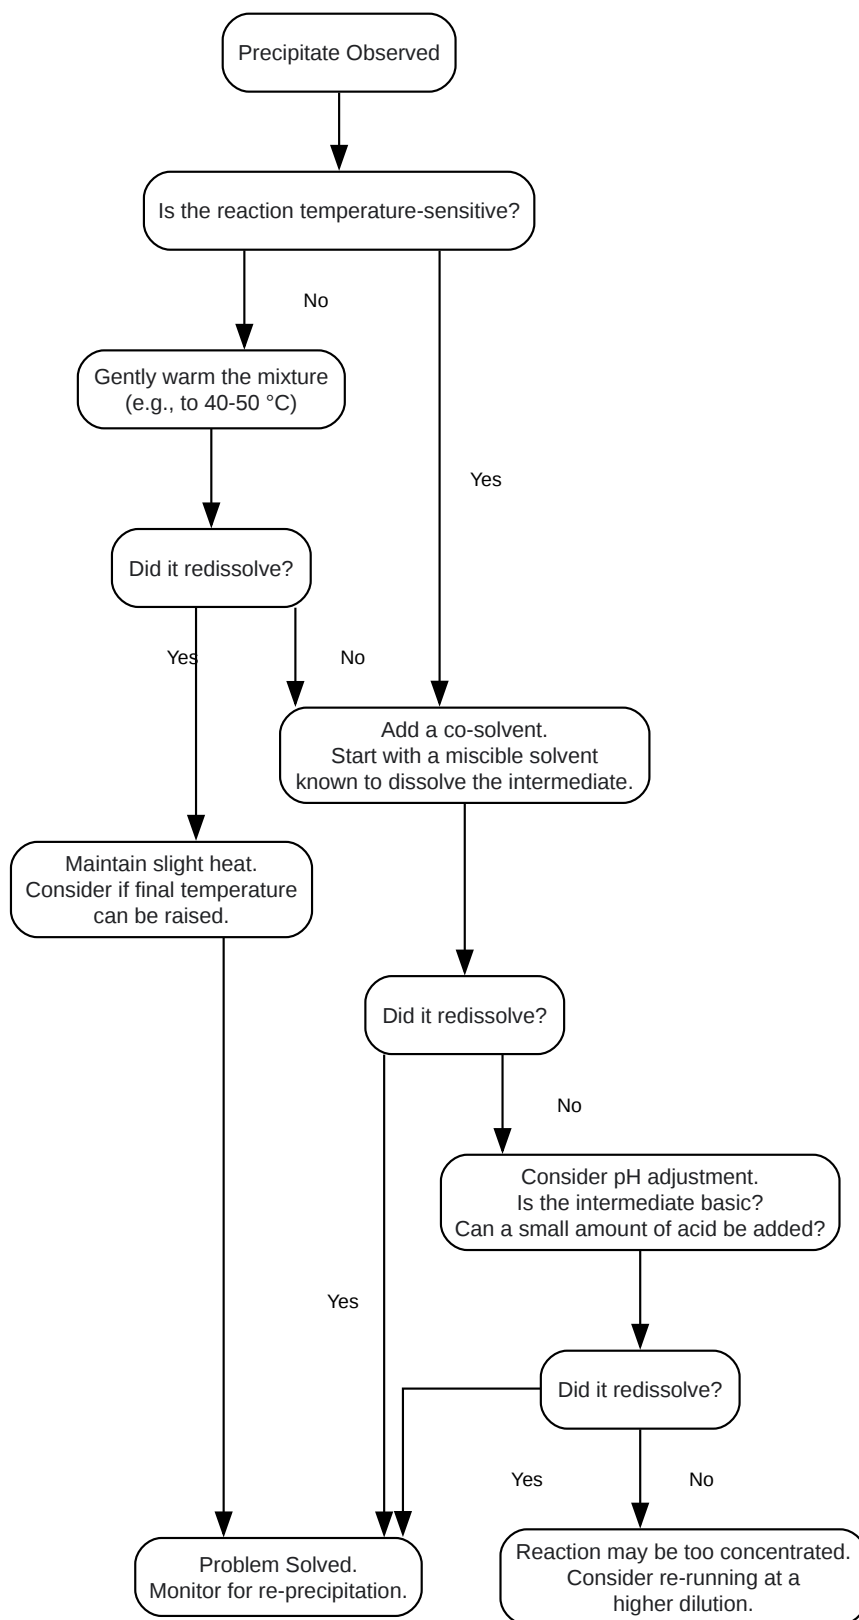 Precipitate Observed
Is the reaction temperature-sensitive?
No
Gently warm the mixture
(e.g., to 40-50 °C)
Yes
Did it redissolve?
Yes
No
Add a co-solvent.
Start with a miscible solvent
known to dissolve the intermediate.
Maintain slight heat.
Consider if final temperature
can be raised.
Did it redissolve?
No
Consider pH adjustment.
Is the intermediate basic?
Can a small amount of acid be added?
Yes
Did it redissolve?
Yes
No
Problem Solved.
Monitor for re-precipitation.
Reaction may be too concentrated.
Consider re-running at a
higher dilution.